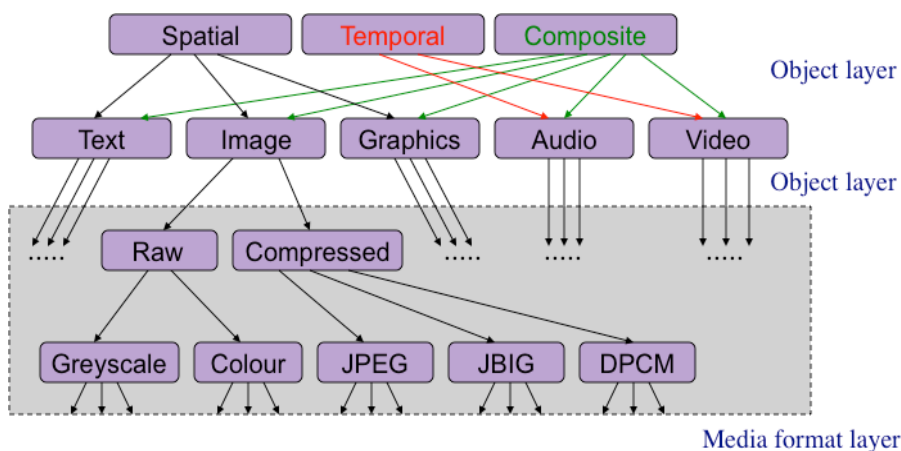 Spatial Temporal Composite
Object layer
Text Image Graphics Audio Video
Object layer
..... ..... ..... .....
Raw Compressed
Greyscale Colour JPEG JBIG DPCM
Media format layer